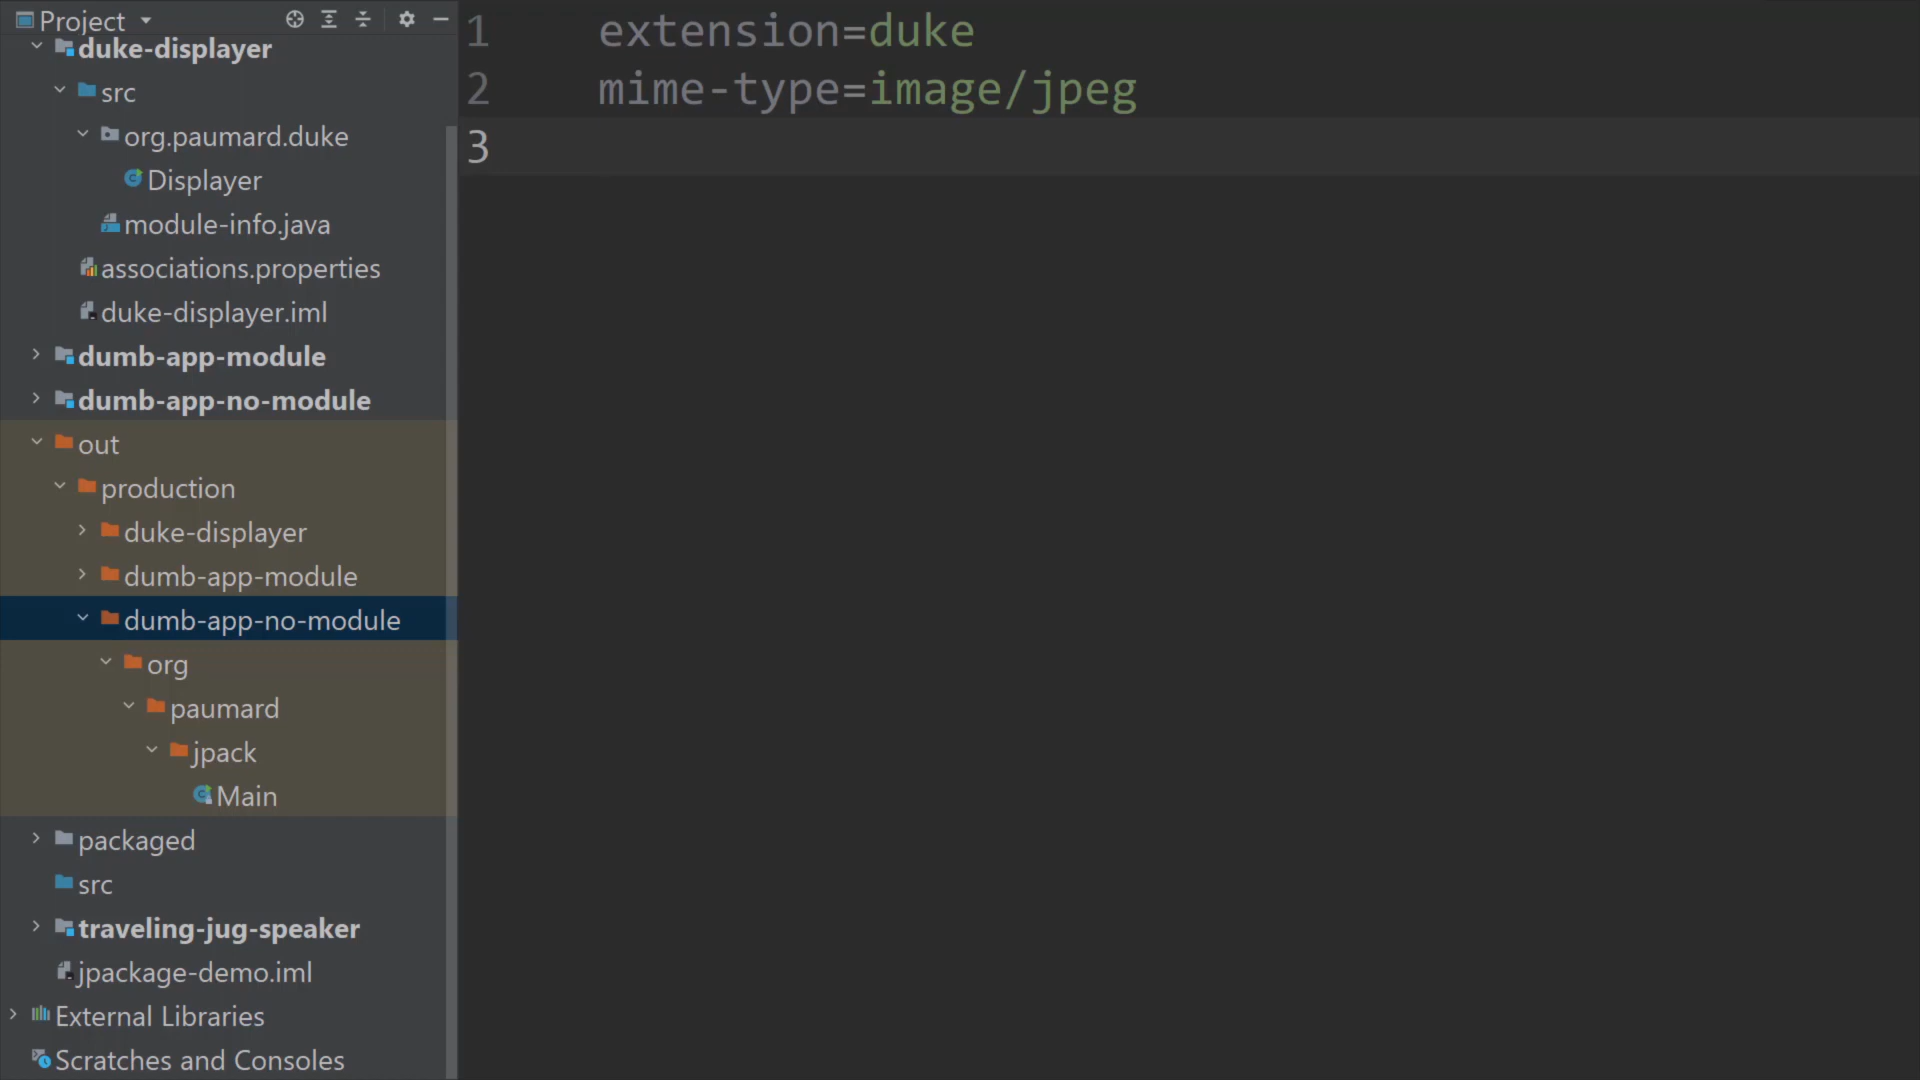 Project
duke-displayer
src
org.paumard.duke
Displayer
module-info.java
associations.properties
duke-displayer.iml
dumb-app-module
dumb-app-no-module
out
production
duke-displayer
dumb-app-module
dumb-app-no-module
org
paumard
jpack
Main
packaged
src
traveling-jug-speaker
jpackage-demo.iml
External Libraries
Scratches and Consoles
1 extension=duke
2 mime-type=image/jpeg
3